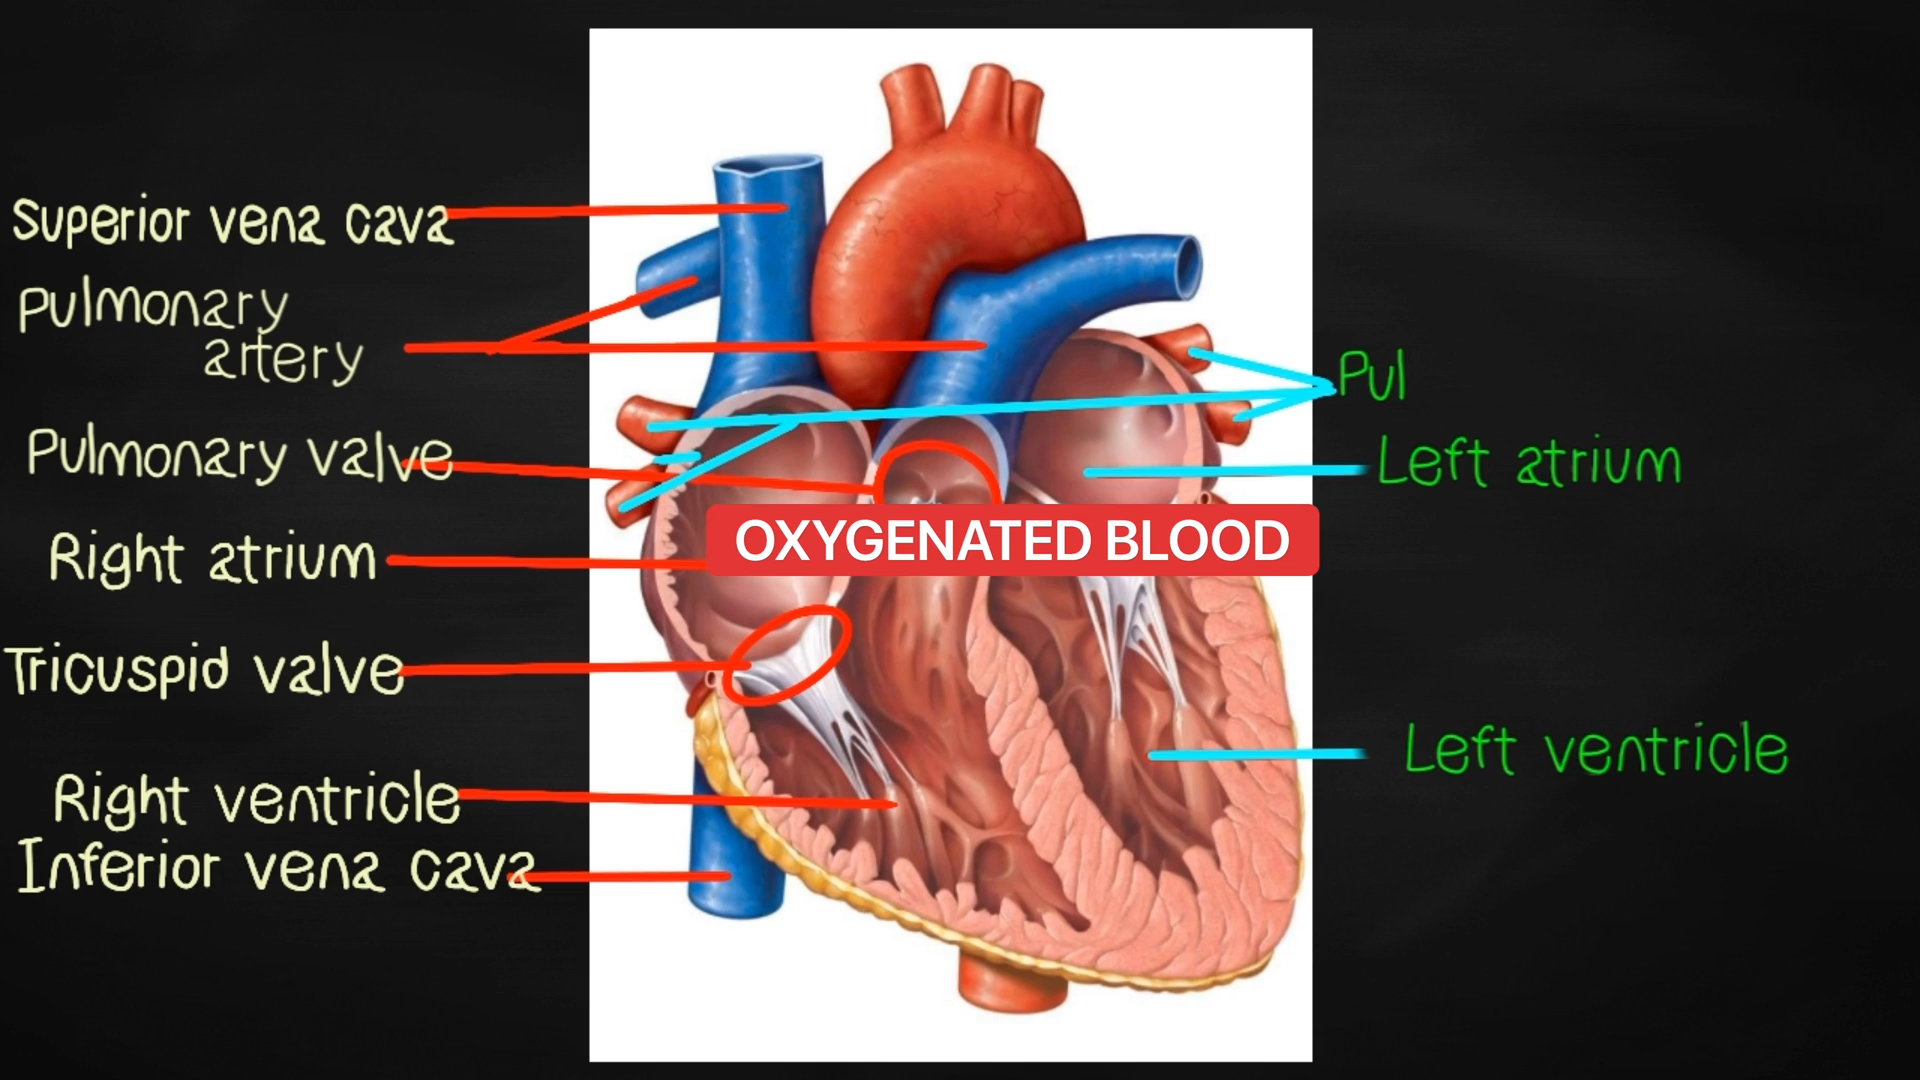 Superior vena cava
Pulmonary
artery
Pulmonary valve
Right atrium
Tricuspid valve
Right ventricle
Inferior vena cava
OXYGENATED BLOOD
Pul
Left atrium
Left ventricle